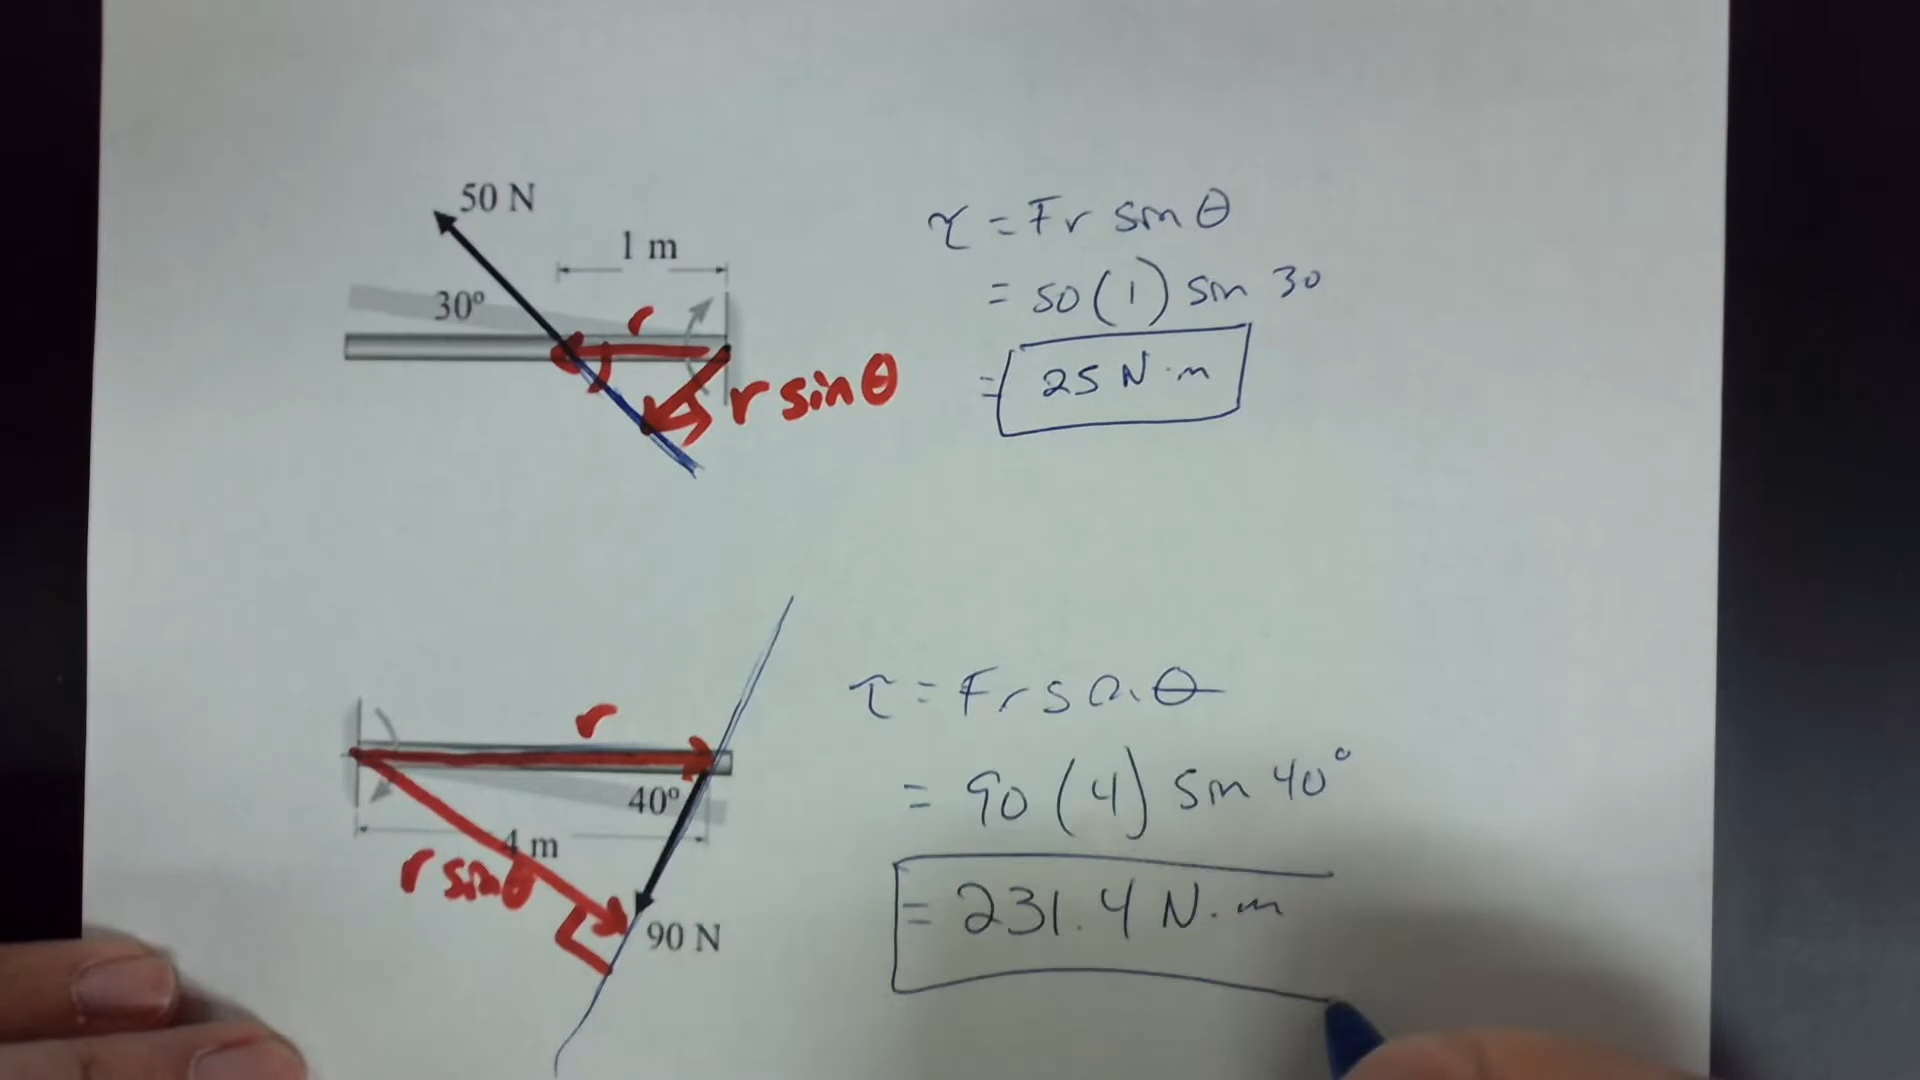 50 N
1 m
30°
r
r sin θ
τ = Fr sin θ
= 50 (1) sin 30
= 25 N·m
r
40°
4 m
r sin θ
90 N
τ = Fr sin θ
= 90 (4) sin 40°
= 231.4 N·m